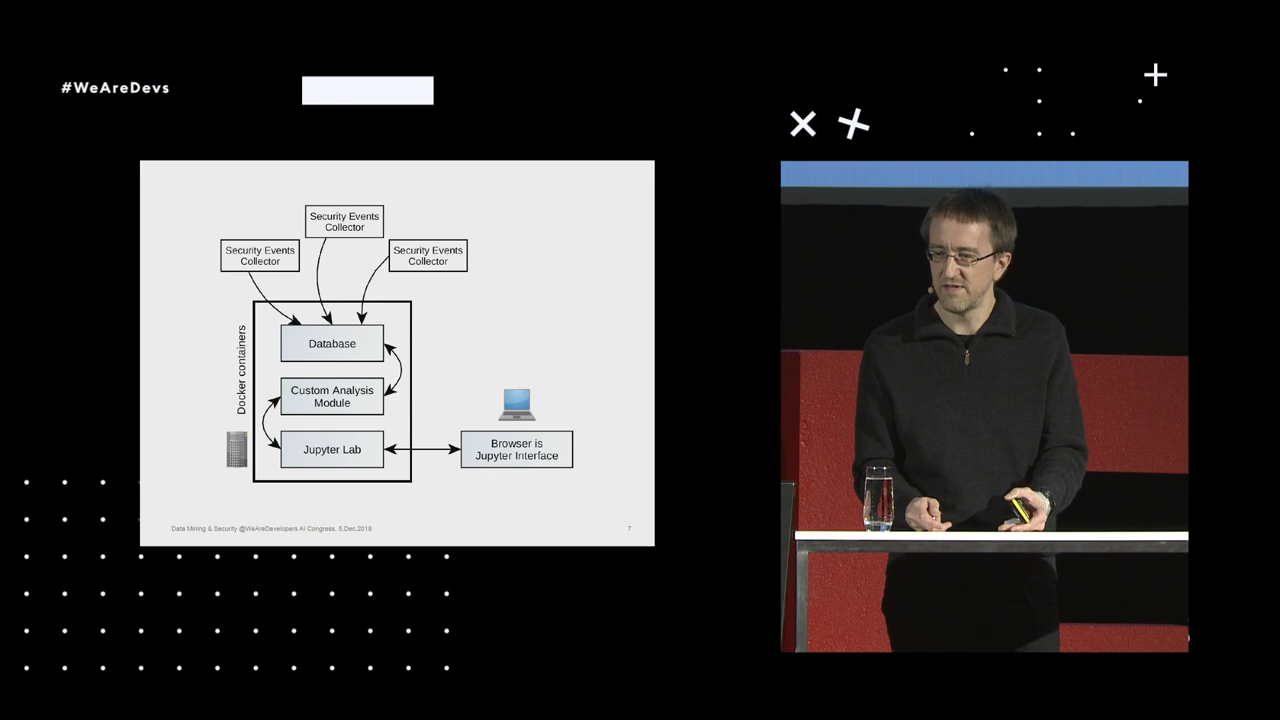 #WeAreDevs
Security Events
Collector
Security Events
Collector
Security Events
Collector
Docker containers
Database
Custom Analysis
Module
Jupyter Lab
Browser is
Jupyter Interface
Data Mining & Security @WeAreDevelopers AI Congress, 5.Dec.2018
7